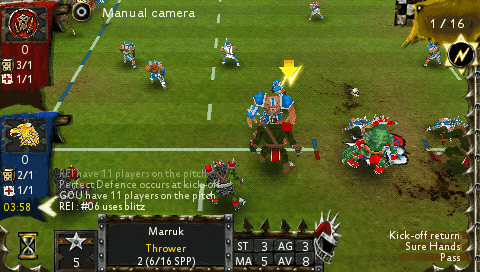 Manual camera
1 / 16
0
3/1
1/1
0
2/1
1/1
03:58
REI have 11 players on the pitch
Perfect Defence occurs at kick-off
GOU have 11 players on the pitch
REI : #06 uses blitz
5
Marruk
Thrower
2 (6/16 SPP)
ST 3 AG 3
MA 5 AV 8
Kick-off return
Sure Hands
Pass